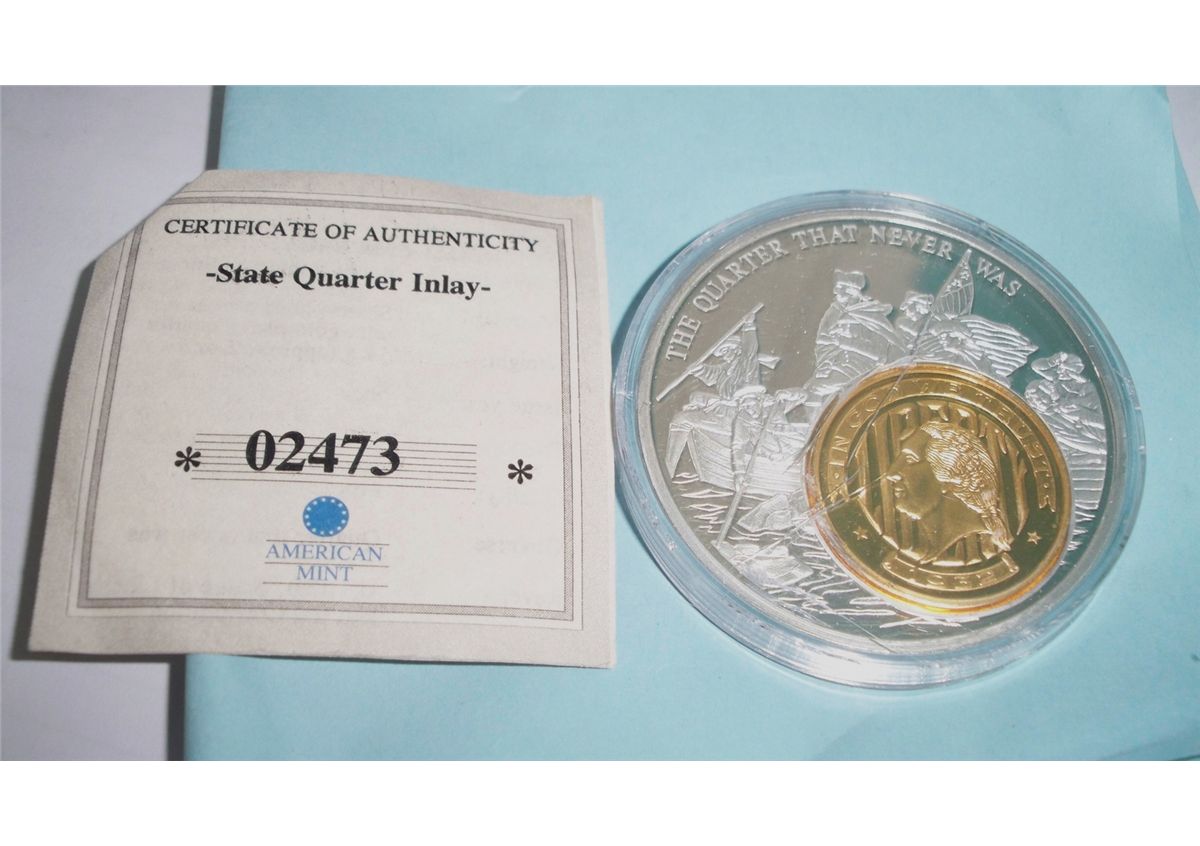 CERTIFICATE OF AUTHENTICITY
-State Quarter Inlay-
* 02473 *
AMERICAN
MINT
THE QUARTER THAT NEVER WAS
IN GOD WE TRUST